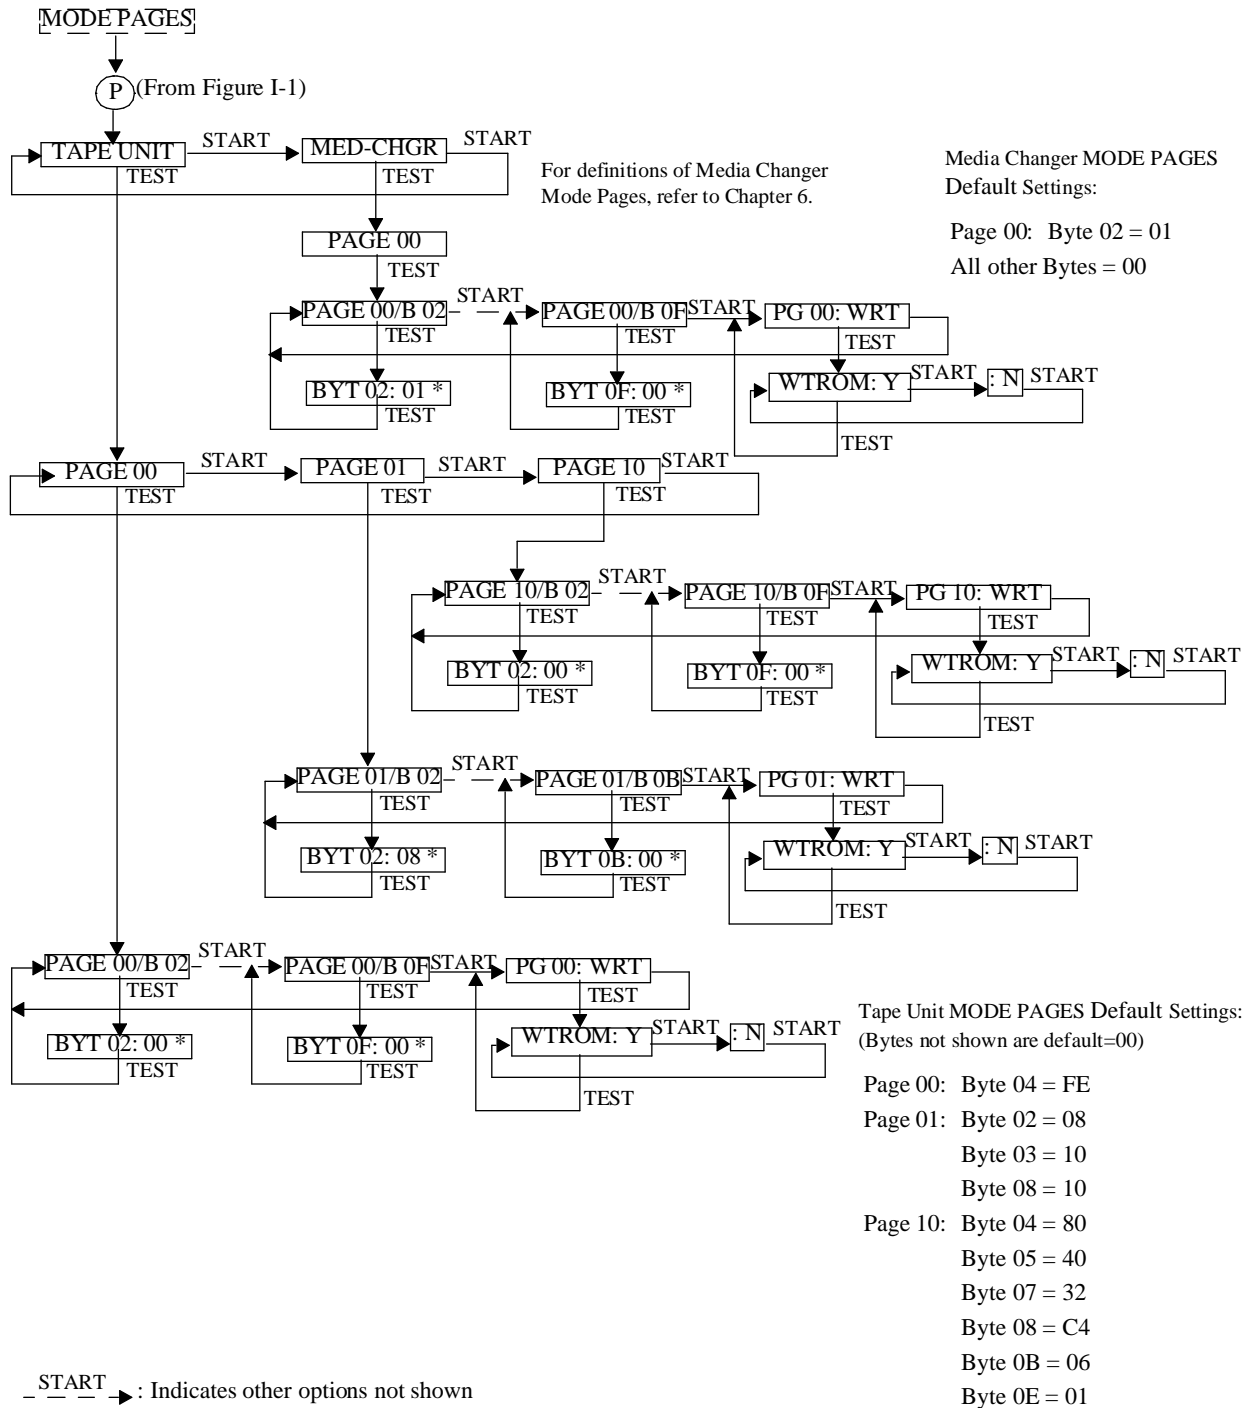 MODE PAGES
P
(From Figure I-1)
TAPE UNIT
START
MED-CHGR
START
TEST
TEST
For definitions of Media Changer
Mode Pages, refer to Chapter 6.
Media Changer MODE PAGES
Default Settings:
Page 00: Byte 02 = 01
All other Bytes = 00
PAGE 00
TEST
PAGE 00/B 02
START
PAGE 00/B 0F
START
PG 00: WRT
TEST
TEST
TEST
BYT 02: 01 *
BYT 0F: 00 *
WTROM: Y
START
: N
START
TEST
TEST
TEST
PAGE 00
START
PAGE 01
START
PAGE 10
START
TEST
TEST
TEST
PAGE 10/B 02
START
PAGE 10/B 0F
START
PG 10: WRT
TEST
TEST
TEST
BYT 02: 00 *
BYT 0F: 00 *
WTROM: Y
START
: N
START
TEST
TEST
TEST
PAGE 01/B 02
START
PAGE 01/B 0B
START
PG 01: WRT
TEST
TEST
TEST
BYT 02: 08 *
BYT 0B: 00 *
WTROM: Y
START
: N
START
TEST
TEST
TEST
PAGE 00/B 02
START
PAGE 00/B 0F
START
PG 00: WRT
TEST
TEST
TEST
BYT 02: 00 *
BYT 0F: 00 *
WTROM: Y
START
: N
START
TEST
TEST
TEST
Tape Unit MODE PAGES Default Settings:
(Bytes not shown are default=00)
Page 00: Byte 04 = FE
Page 01: Byte 02 = 08
Byte 03 = 10
Byte 08 = 10
Page 10: Byte 04 = 80
Byte 05 = 40
Byte 07 = 32
Byte 08 = C4
Byte 0B = 06
Byte 0E = 01
START : Indicates other options not shown